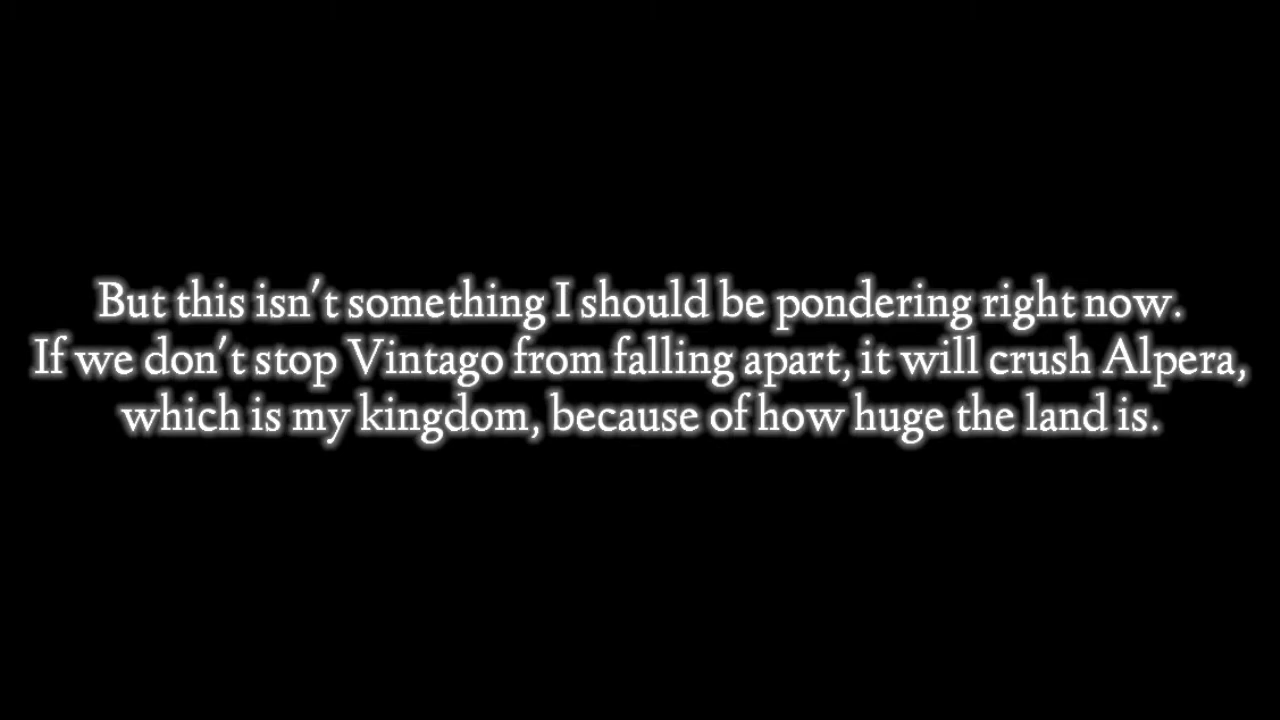 But this isn't something I should be pondering right now.
If we don't stop Vintago from falling apart, it will crush Alpera,
which is my kingdom, because of how huge the land is.